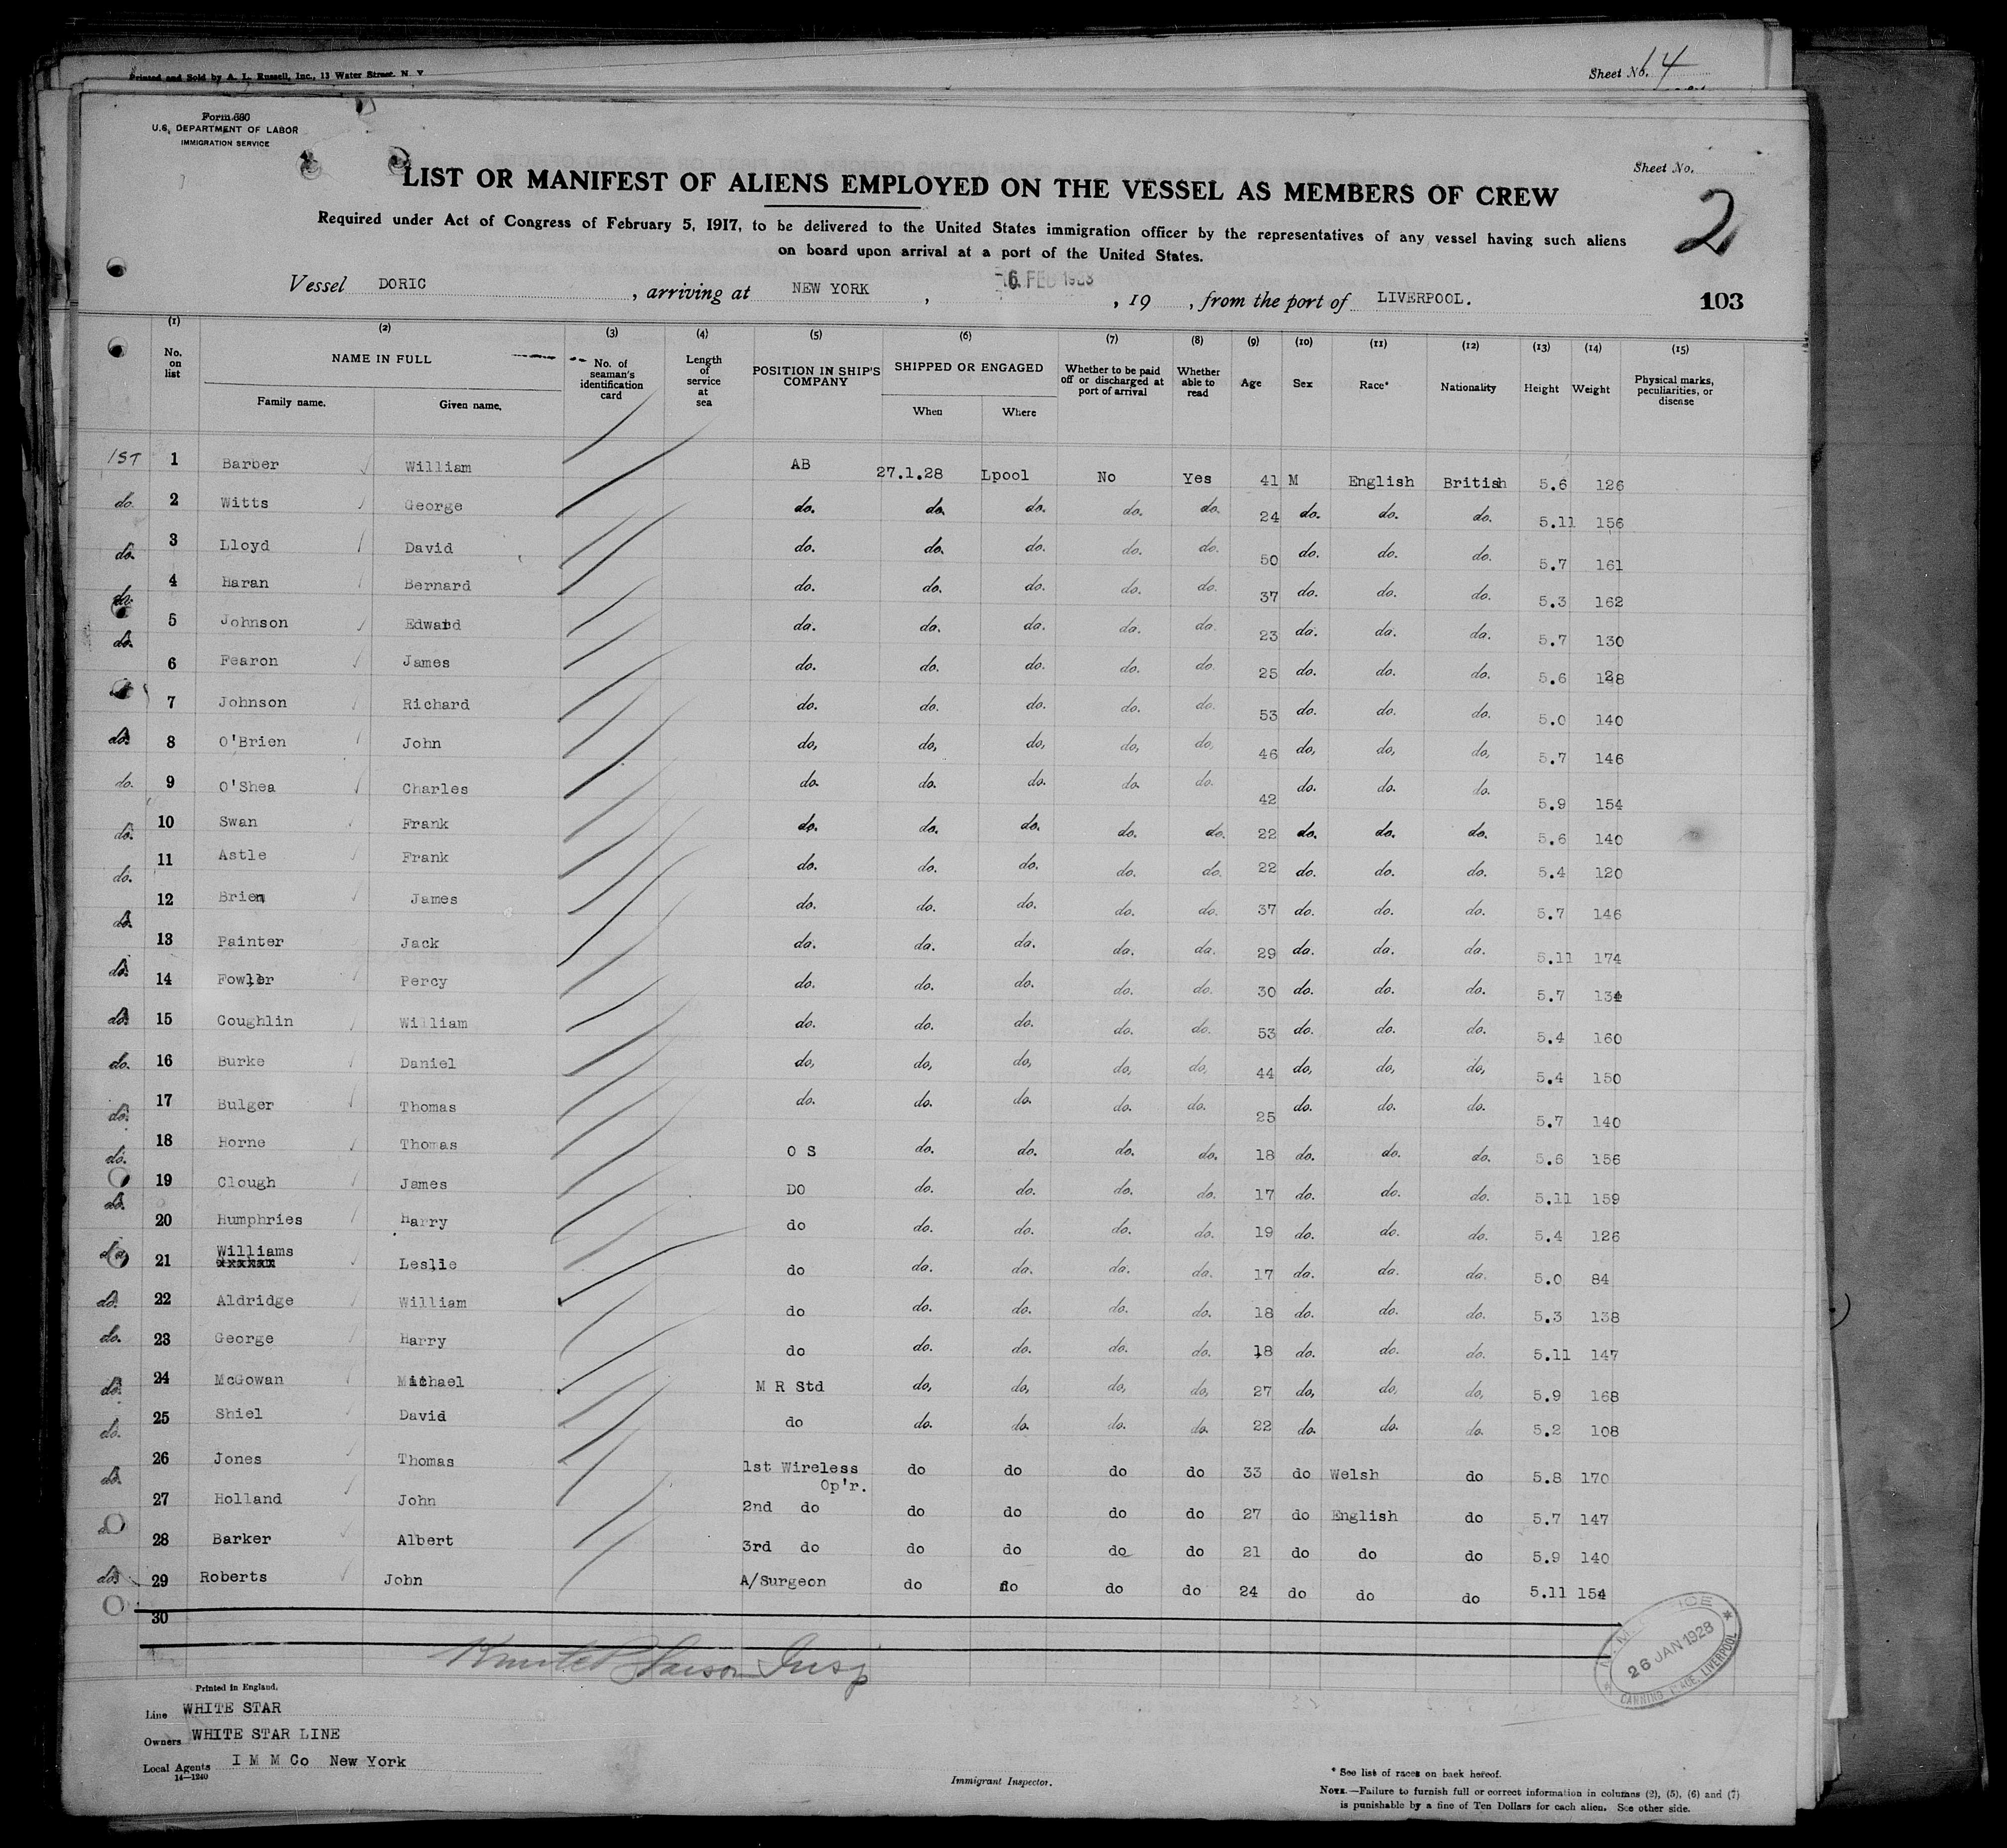 Printed and Sold by A. L. Russell, Inc., 13 Water Street. N. Y
Sheet No. 14
Form 680
U.S. DEPARTMENT OF LABOR
IMMIGRATION SERVICE
Sheet No.
LIST OR MANIFEST OF ALIENS EMPLOYED ON THE VESSEL AS MEMBERS OF CREW
2
Required under Act of Congress of February 5, 1917, to be delivered to the United States immigration officer by the representatives of any vessel having such aliens
on board upon arrival at a port of the United States.
Vessel DORIC, arriving at NEW YORK, -6 FEB 1928, 19 , from the port of LIVERPOOL.
103
(1) (2) (3) (4) (5) (6) (7) (8) (9) (10) (11) (12) (13) (14) (15)
No. on list NAME IN FULL No. of seaman's identification card Length of service at sea POSITION IN SHIP'S COMPANY SHIPPED OR ENGAGED Whether to be paid off or discharged at port of arrival Whether able to read Age Sex Race* Nationality Height Weight Physical marks, peculiarities, or disease
Family name. Given name. When Where
1ST 1 Barber William AB 27.1.28 Lpool No Yes 41 M English British 5.6 126
do. 2 Witts George do. do. do. do. do. 24 do. do. do. 5.11 156
do. 3 Lloyd David do. do. do. do. do. 50 do. do. do. 5.7 161
do. 4 Haran Bernard do. do. do. do. do. 37 do. do. do. 5.3 162
do. 5 Johnson Edward do. do. do. do. do. 23 do. do. do. 5.7 130
6 Fearon James do. do. do. do. do. 25 do. do. do. 5.6
7 Johnson Richard do. do. do. do. do. 53 do. do. do. 5.0 140
do. 8 O'Brien John do. do. do. do. do. 46 do. do. do. 5.7 146
do. 9 O'Shea Charles do. do. do. do. do. 42 do. do. do. 5.9 154
do. 10 Swan Frank do. do. do. do. do. 22 do. do. do. 5.6 140
do. 11 Astle Frank do. do. do. do. do. 22 do. do. do. 5.4 120
do. 12 Brien James do. do. do. do. do. 37 do. do. do. 5.7 146
do. 13 Painter Jack do. do. do. do. do. 29 do. do. do. 5.11 174
do. 14 Fowler Percy do. do. do. do. do. 30 do. do. do. 5.7 134
do. 15 Coughlin William do. do. do. do. do. 53 do. do. do. 5.4 160
do. 16 Burke Daniel do. do. do. do. do. 44 do. do. do. 5.4 150
do. 17 Bulger Thomas do. do. do. do. do. 25 do. do. do. 5.7 140
do. 18 Horne Thomas O S do. do. do. do. 18 do. do. do. 5.6 156
do. 19 Clough James DO do. do. do. do. 17 do. do. do. 5.11 159
20 Humphries Harry do do. do. do. do. 19 do. do. do. 5.4 126
do 21 Williams xxxxxx Leslie do do. do. do. do. 17 do. do. do. 5.0 84
do. 22 Aldridge William do do. do. do. do. 18 do. do. do. 5.3 138
do. 23 George Harry do do. do. do. do. 18 do. do. do. 5.11 147
do. 24 McGowan Michael M R Std do. do. do. do. 27 do. do. do. 5.9 168
do. 25 Shiel David do do. do. do. do. 22 do. do. do. 5.2 108
do. 26 Jones Thomas 1st Wireless Op'r. do do do do 33 do Welsh do 5.8 170
27 Holland John 2nd do do do do do 27 do English do 5.7 147
28 Barker Albert 3rd do do do do do 21 do do do 5.9 140
do. 29 Roberts John A/Surgeon do do do do 24 do do do 5.11 154
30
Insp
M. M. OFFICE
26 JAN 1928
CANNING PLACE, LIVERPOOL
Printed in England.
Line WHITE STAR
Owners WHITE STAR LINE
Local Agents I M M Co New York
14—1240
Immigrant Inspector.
* See list of races on back hereof.
NOTE.—Failure to furnish full or correct information in columns (2), (5), (6) and (7)
is punishable by a fine of Ten Dollars for each alien. See other side.